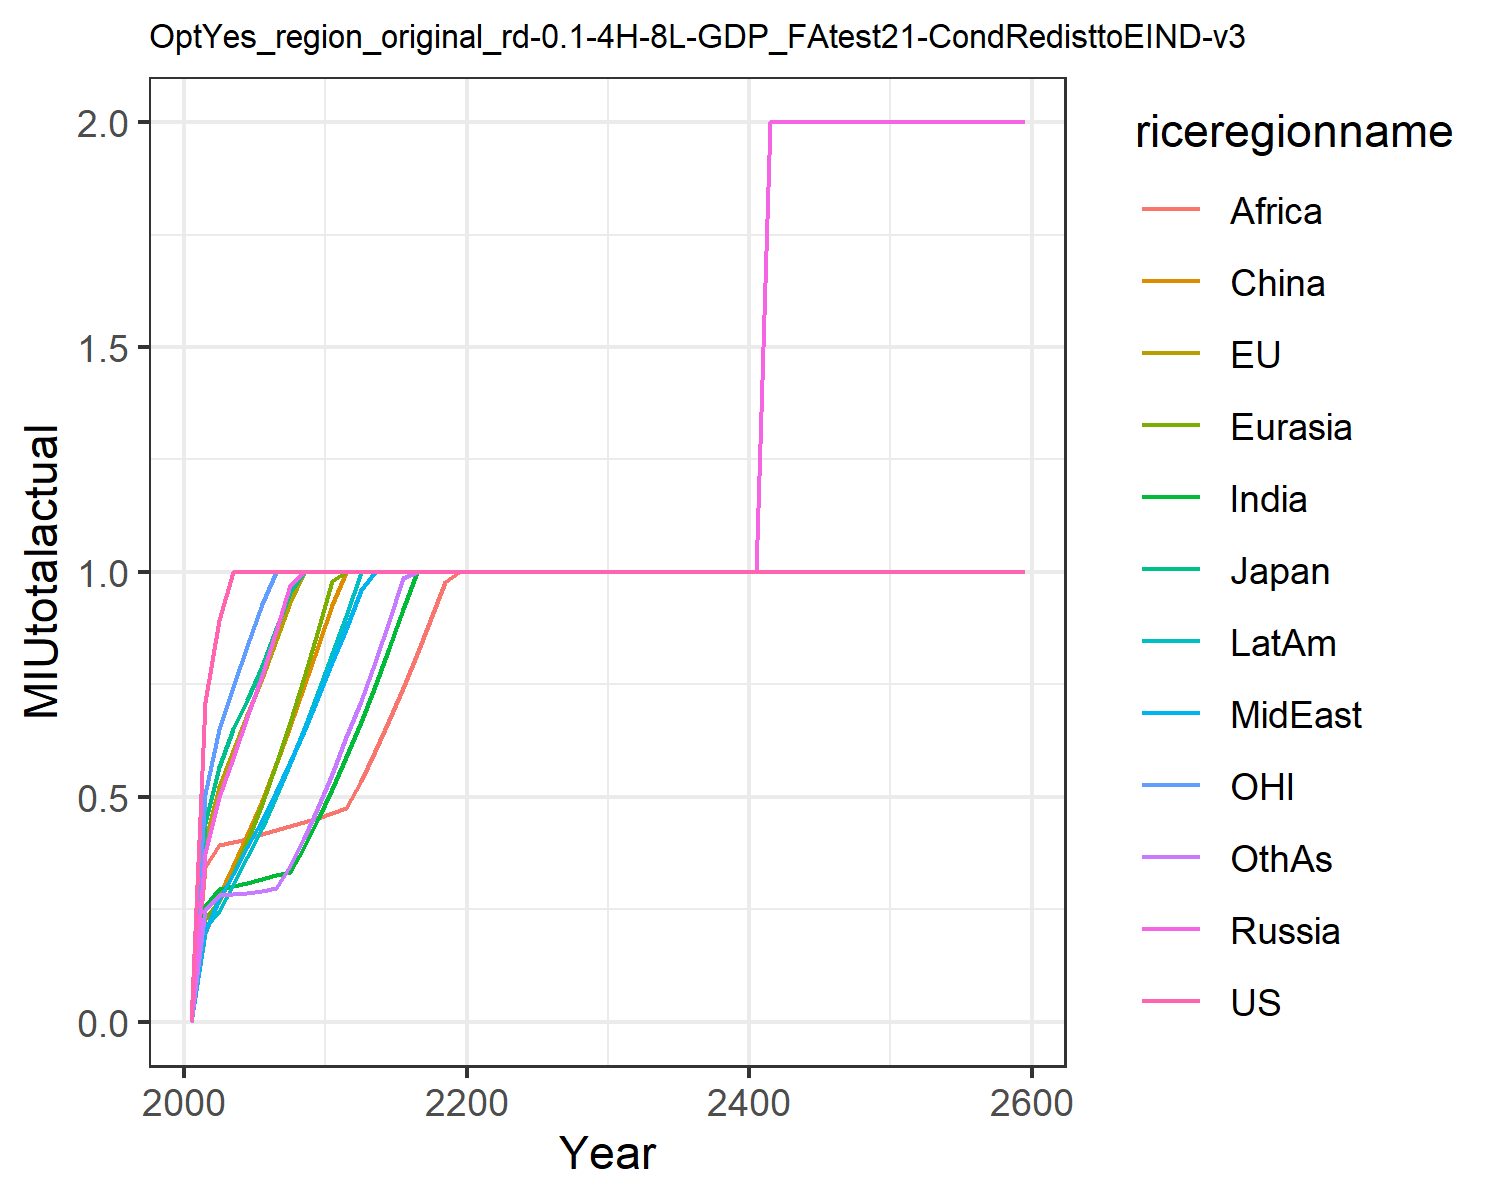 OptYes_region_original_rd-0.1-4H-8L-GDP_FAtest21-CondRedisttoEIND-v3
2.0
1.5
1.0
0.5
0.0
MIUtotalactual
2000 2200 2400 2600
Year
riceregionname
Africa
China
EU
Eurasia
India
Japan
LatAm
MidEast
OHI
OthAs
Russia
US